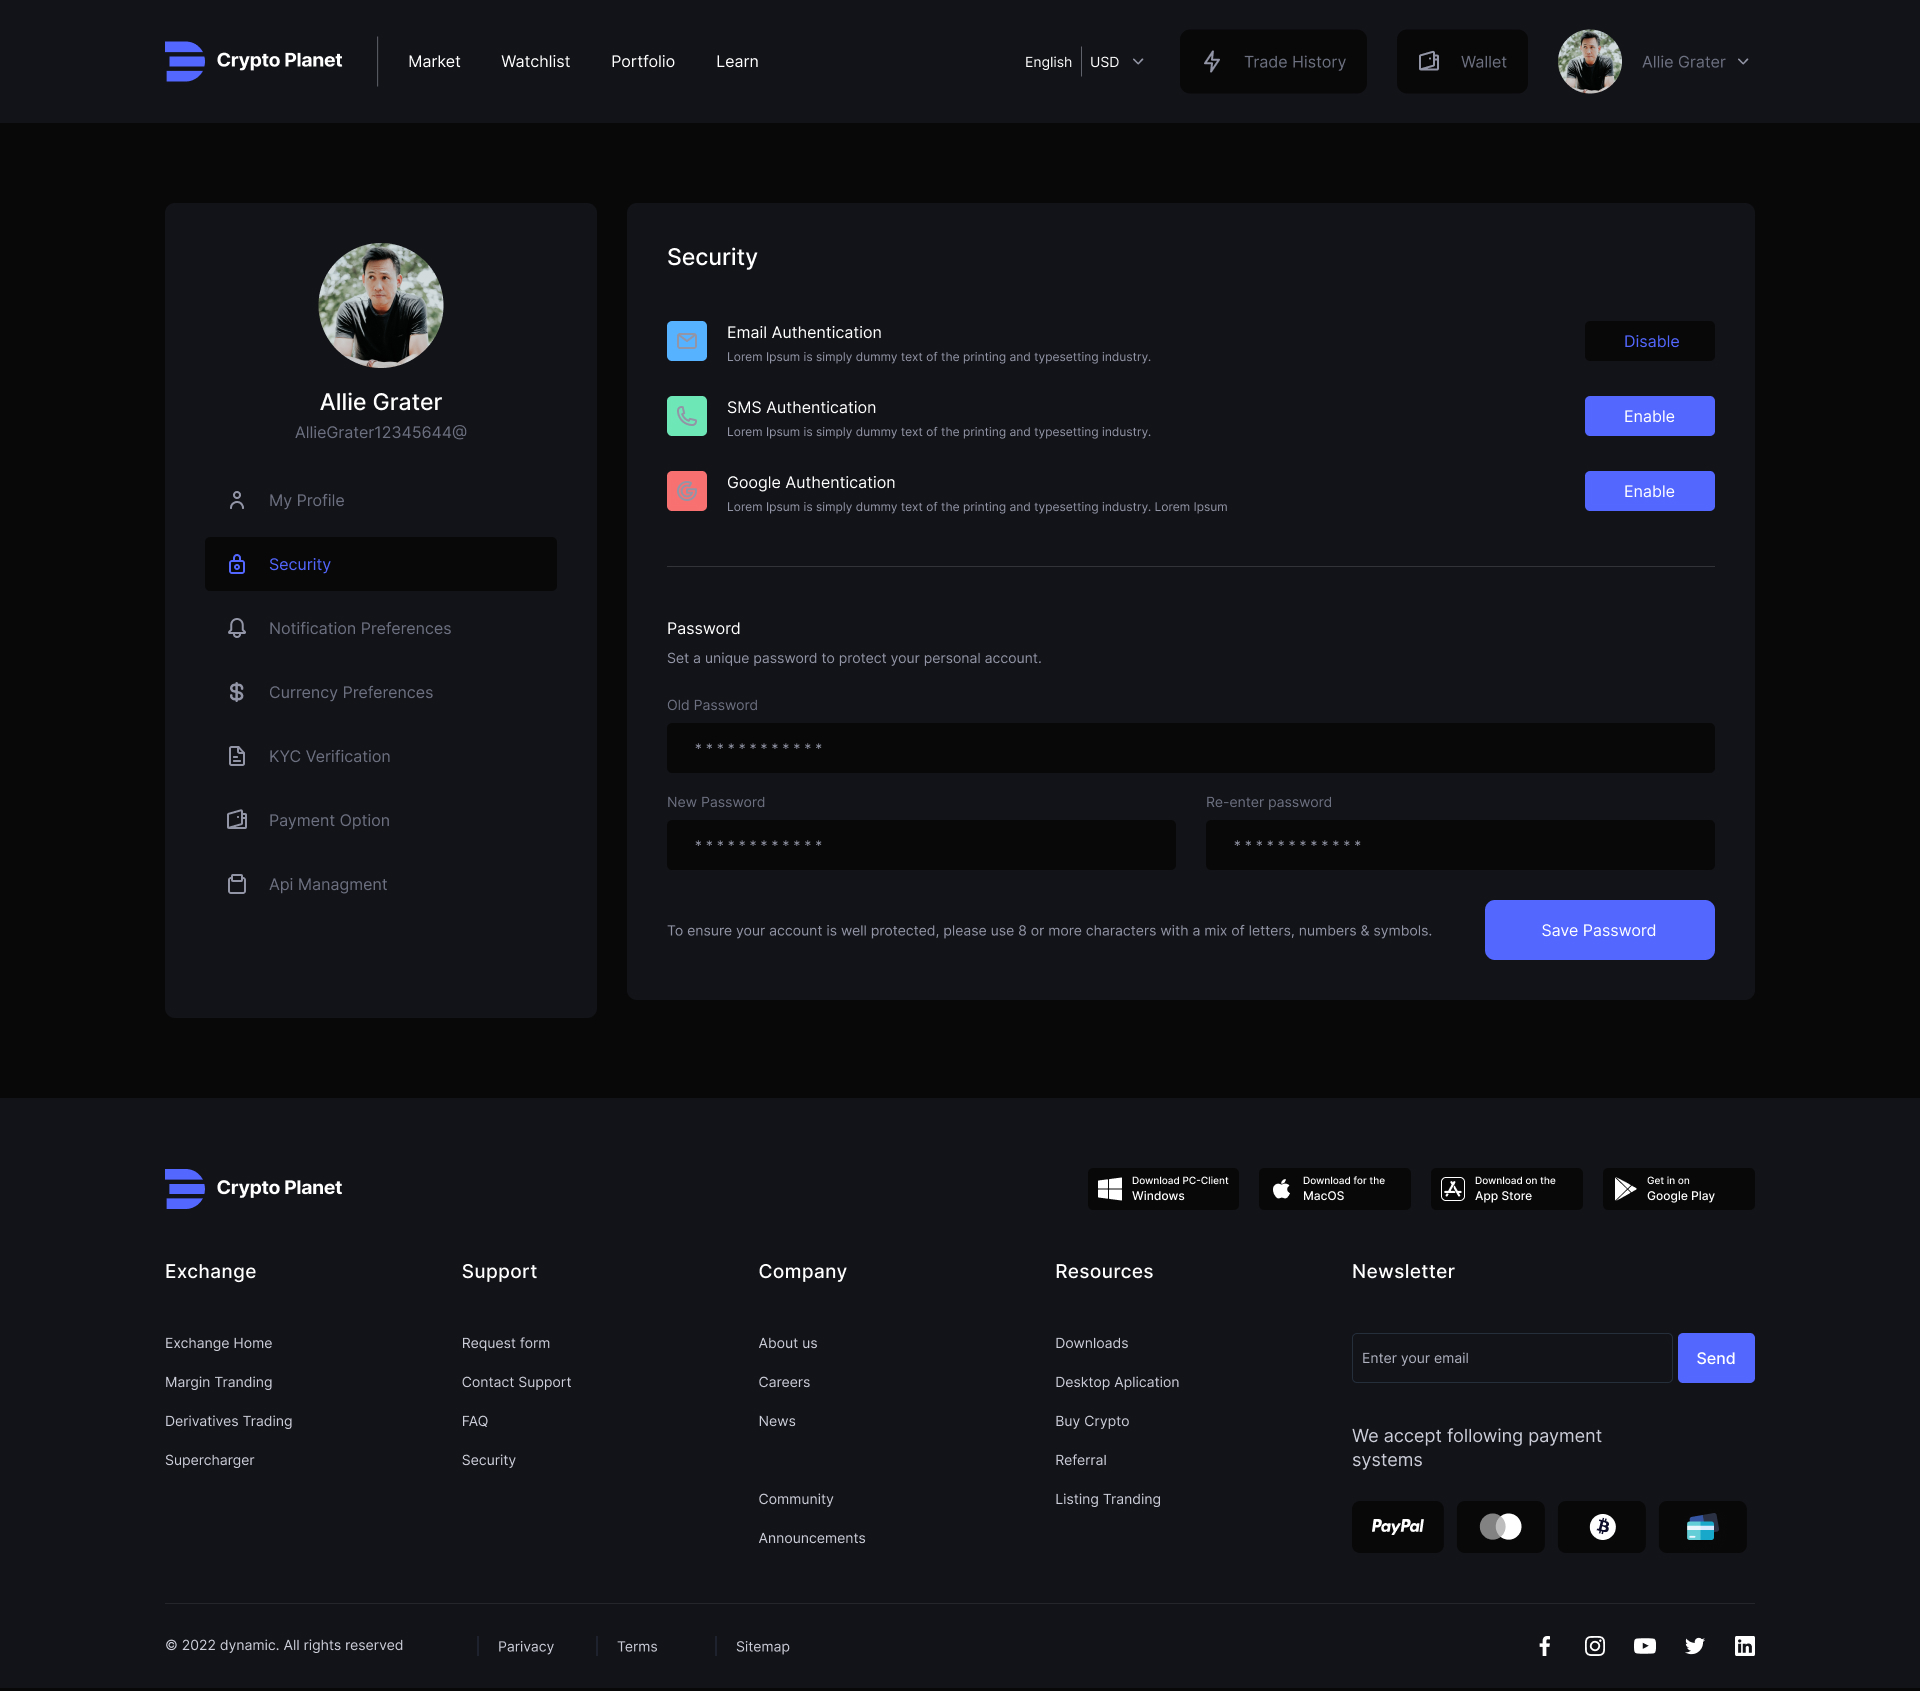 Crypto Planet
Market
Watchlist
Portfolio
Learn
English
USD
Trade History
Wallet
Allie Grater
Allie Grater
AllieGrater12345644@
My Profile
Security
Notification Preferences
Currency Preferences
KYC Verification
Payment Option
Api Managment
Security
Email Authentication
Lorem Ipsum is simply dummy text of the printing and typesetting industry.
Disable
SMS Authentication
Lorem Ipsum is simply dummy text of the printing and typesetting industry.
Enable
Google Authentication
Lorem Ipsum is simply dummy text of the printing and typesetting industry. Lorem Ipsum
Enable
Password
Set a unique password to protect your personal account.
Old Password
************
New Password
************
Re-enter password
************
To ensure your account is well protected, please use 8 or more characters with a mix of letters, numbers & symbols.
Save Password
Crypto Planet
Download PC-Client
Windows
Download for the
MacOS
Download on the
App Store
Get in on
Google Play
Exchange
Exchange Home
Margin Tranding
Derivatives Trading
Supercharger
Support
Request form
Contact Support
FAQ
Security
Company
About us
Careers
News
Community
Announcements
Resources
Downloads
Desktop Aplication
Buy Crypto
Referral
Listing Tranding
Newsletter
Enter your email
Send
We accept following payment
systems
PayPal
© 2022 dynamic. All rights reserved
Parivacy
Terms
Sitemap